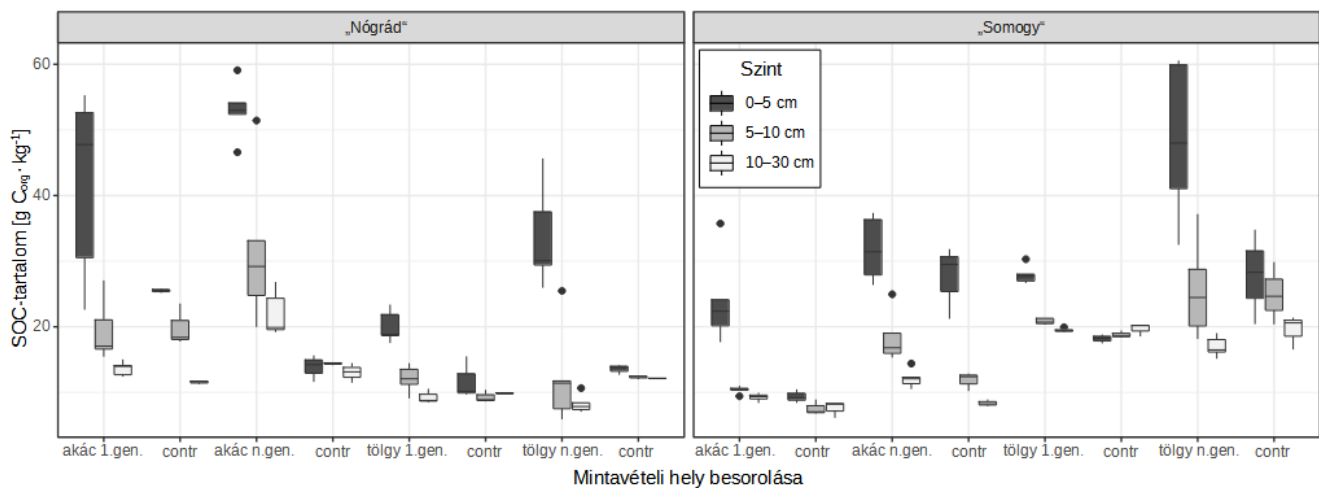 „Nógrád“
„Somogy“
SOC-tartalom [g Corg· kg⁻¹]
60
40
20
Szint
0–5 cm
5–10 cm
10–30 cm
akác 1.gen.
contr
akác n.gen.
contr
tölgy 1.gen.
contr
tölgy n.gen.
contr
akác 1.gen.
contr
akác n.gen.
contr
tölgy 1.gen.
contr
tölgy n.gen.
contr
Mintavételi hely besorolása